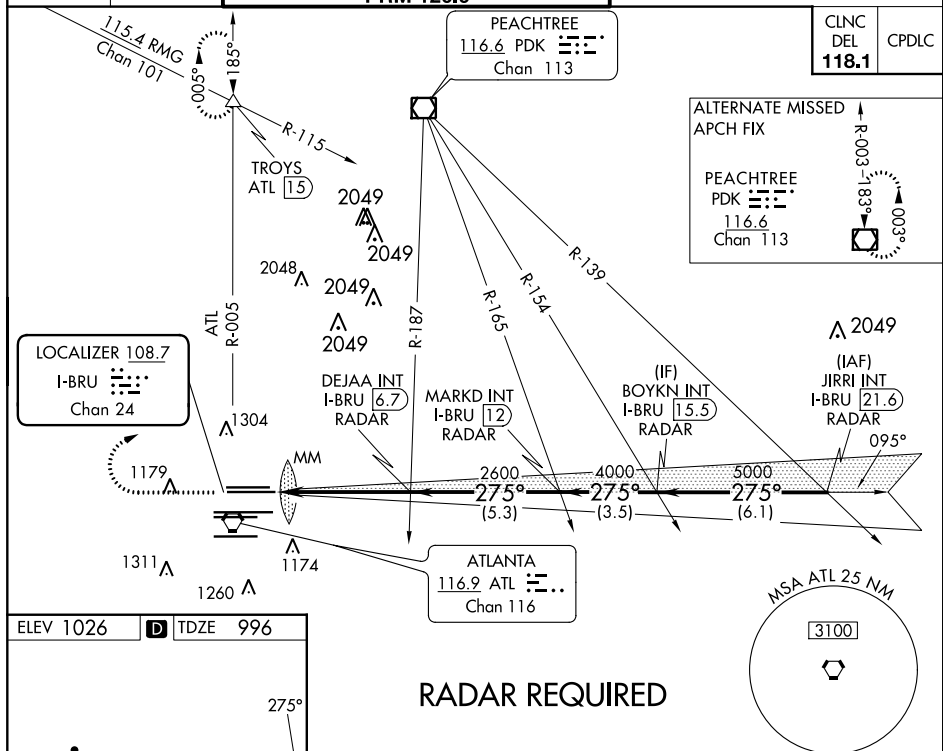 115.4 RMG
Chan 101
005°
185°
R-115
TROYS
ATL 15
PEACHTREE
116.6 PDK
Chan 113
CLNC
DEL
118.1
CPDLC
ALTERNATE MISSED
APCH FIX
PEACHTREE
PDK
116.6
Chan 113
R-003
183°
003°
2049
2049
2048
2049
2049
ATL
R-005
R-187
R-165
R-154
R-139
2049
LOCALIZER 108.7
I-BRU
Chan 24
DEJAA INT
I-BRU 6.7
RADAR
MARKD INT
I-BRU 12
RADAR
(IF)
BOYKN INT
I-BRU 15.5
RADAR
(IAF)
JIRRI INT
I-BRU 21.6
RADAR
095°
1304
1179
MM
2600
4000
5000
275°
275°
275°
(5.3)
(3.5)
(6.1)
1311
1260
1174
ATLANTA
116.9 ATL
Chan 116
MSA ATL 25 NM
3100
ELEV 1026
D
TDZE 996
275°
RADAR REQUIRED